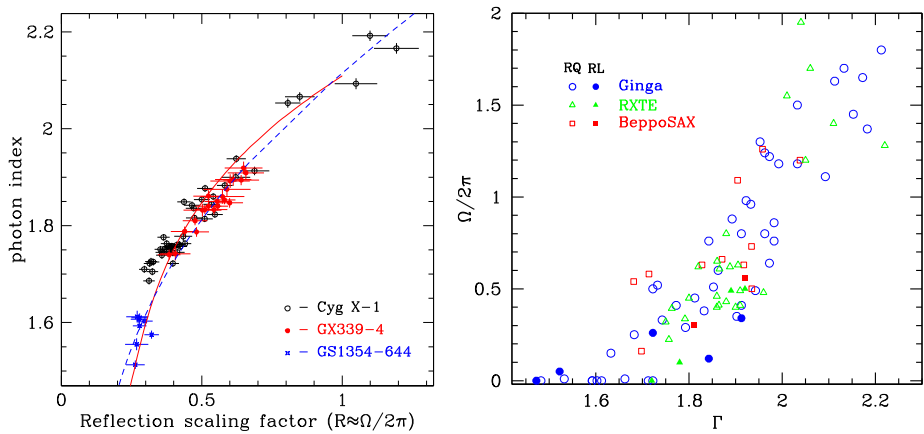 photon index
2.2
2
1.8
1.6
0
0.5
1
Reflection scaling factor (R≈Ω/2π)
Cyg X-1
GX339-4
GS1354-644
Ω/2π
2
1.5
1
0.5
0
1.6
1.8
2
2.2
Γ
RQ RL
Ginga
RXTE
BeppoSAX